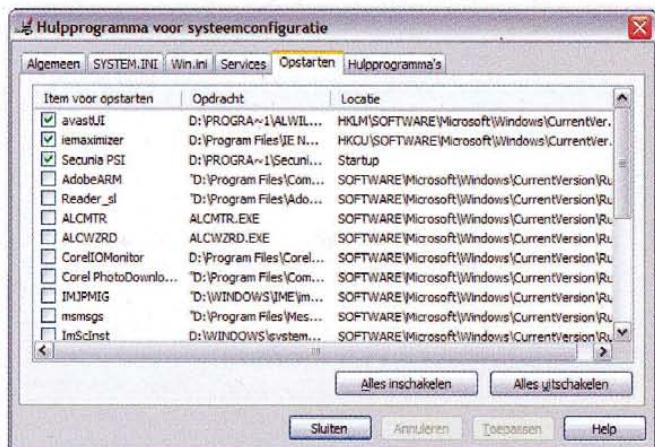 Hulpprogramma voor systeemconfiguratie
Algemeen SYSTEM.INI Win.ini Services Opstarten Hulpprogramma's
Item voor opstarten Opdracht Locatie
avastUI D:\PROGRA~1\ALWIL... HKLM\SOFTWARE\Microsoft\Windows\CurrentVer.
iemaximizer D:\Program Files\IE N... HKCU\SOFTWARE\Microsoft\Windows\CurrentVer.
Secunia PSI D:\PROGRA~1\Secuni... Startup
AdobeARM "D:\Program Files\Com... SOFTWARE\Microsoft\Windows\CurrentVersion\Ru
Reader_sl "D:\Program Files\Ado... SOFTWARE\Microsoft\Windows\CurrentVersion\Ru
ALCMTR ALCMTR.EXE SOFTWARE\Microsoft\Windows\CurrentVersion\Ru
ALCWZRD ALCWZRD.EXE SOFTWARE\Microsoft\Windows\CurrentVersion\Ru
CorelIOMonitor D:\Program Files\Corel... SOFTWARE\Microsoft\Windows\CurrentVersion\Ru
Corel PhotoDownlo... "D:\Program Files\Com... SOFTWARE\Microsoft\Windows\CurrentVersion\Ru
IMJPMIG "D:\WINDOWS\IME\im... SOFTWARE\Microsoft\Windows\CurrentVersion\Ru
msmsgs "D:\Program Files\Mes... SOFTWARE\Microsoft\Windows\CurrentVersion\Ru
ImScInst D:\WINDOWS\system... SOFTWARE\Microsoft\Windows\CurrentVersion\Ru
Alles inschakelen Alles uitschakelen
Sluiten Annuleren Toepassen Help